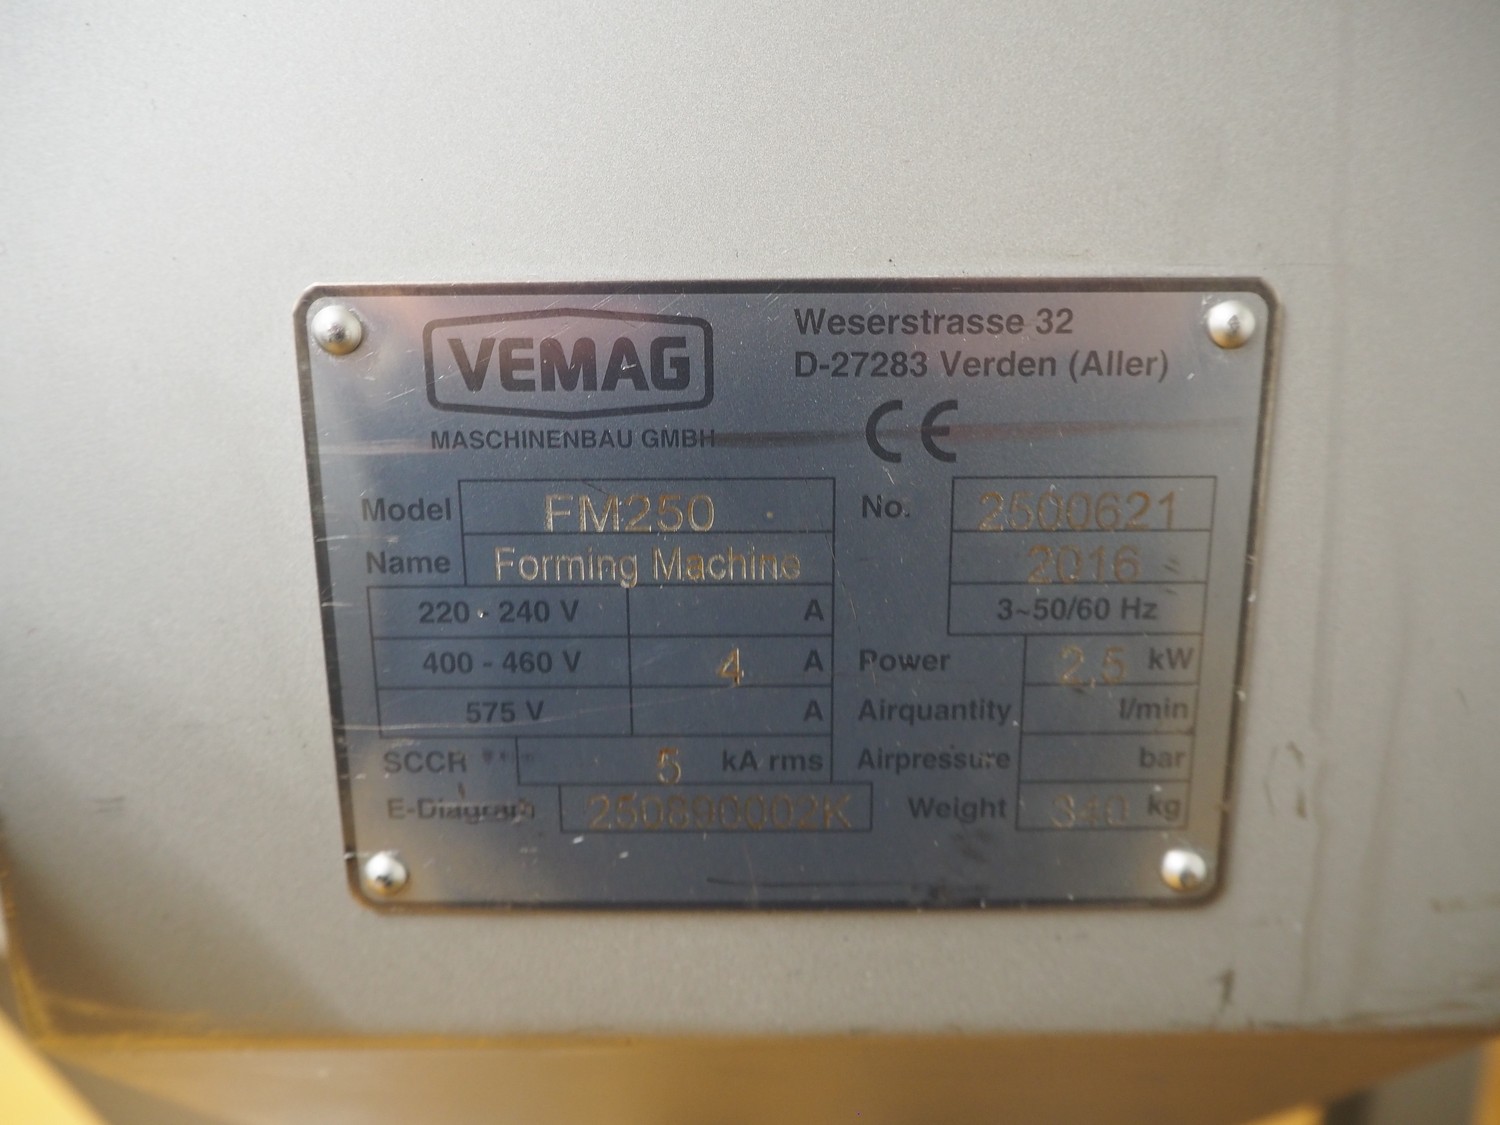 VEMAG
MASCHINENBAU GMBH
Weserstrasse 32
D-27283 Verden (Aller)
CE
Model FM250 No. 2500621
Name Forming Machine 2016
220 - 240 V A 3~50/60 Hz
400 - 460 V 4 A Power 2,5 kW
575 V A Airquantity l/min
SCCR 5 kA rms Airpressure bar
E-Diagram 250890002K Weight 340 kg